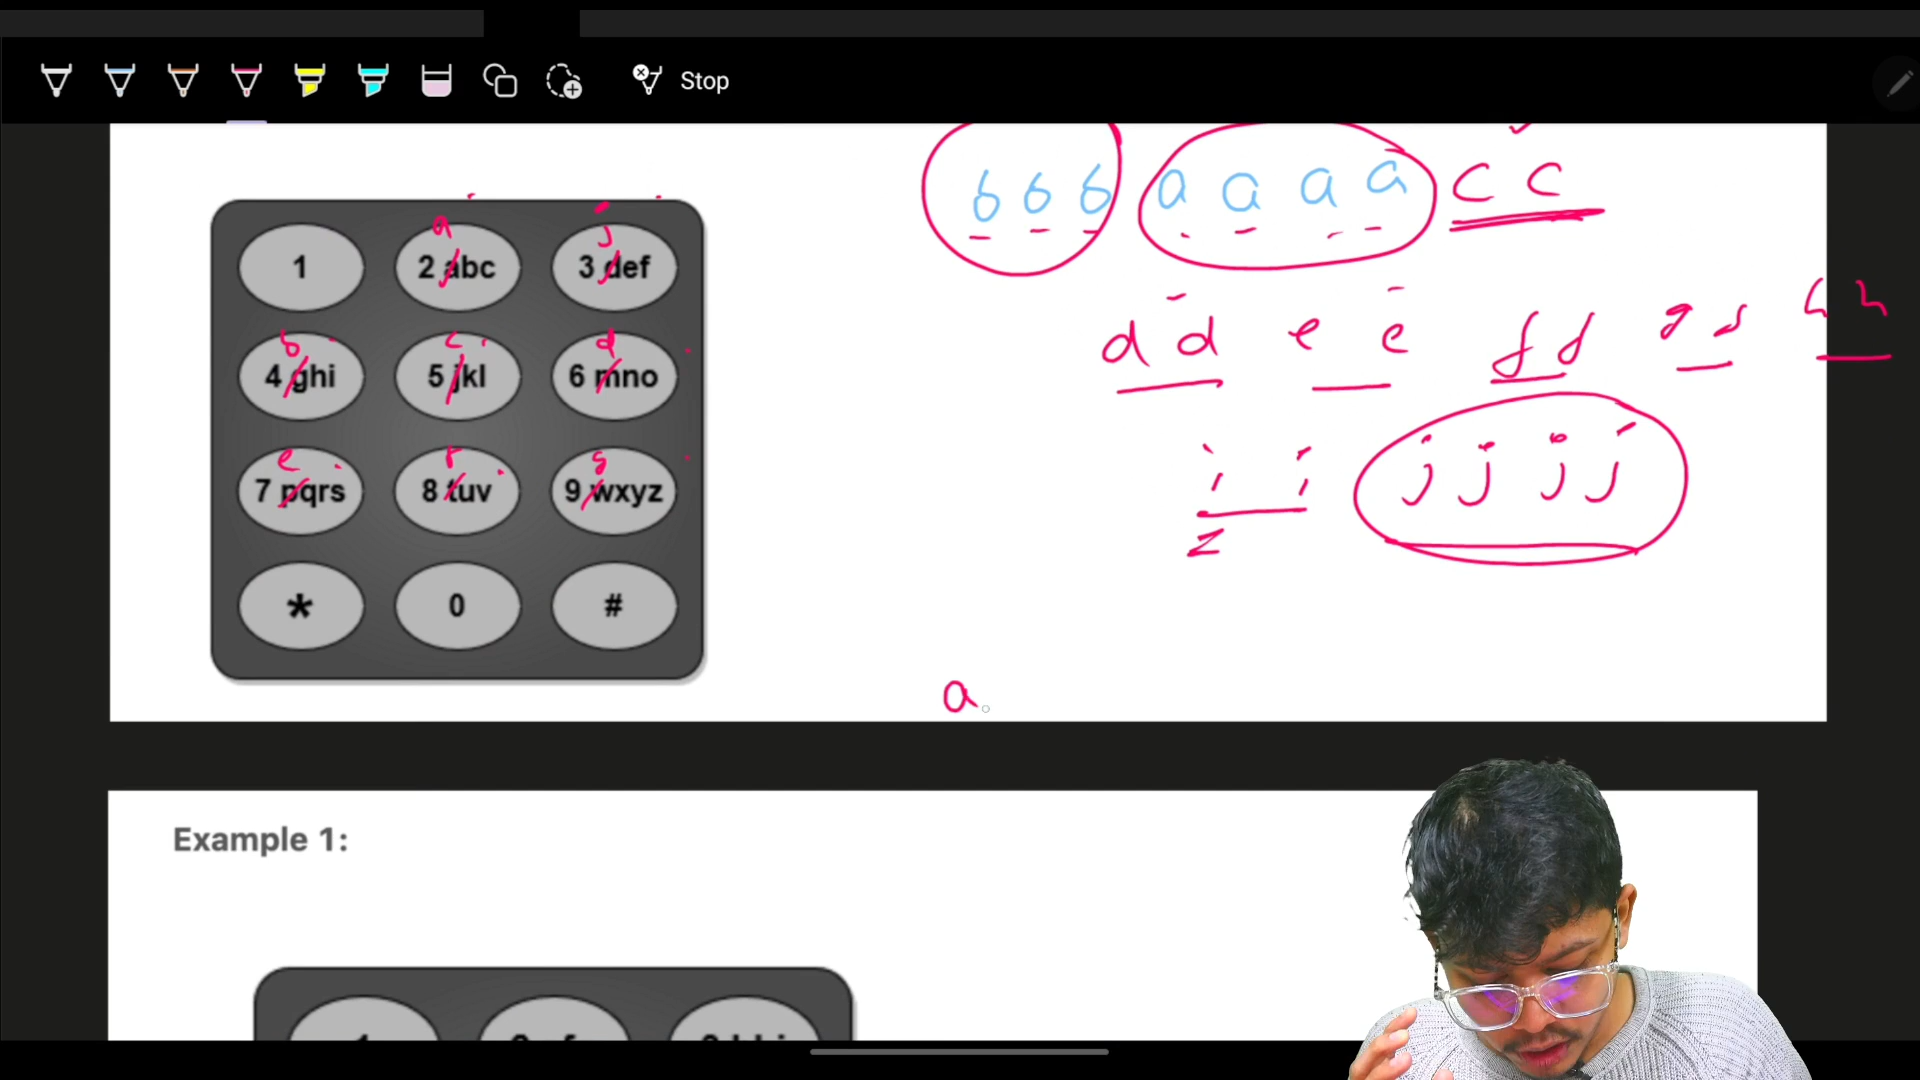 Stop
b b b a a a a c c
d d e e f f g g h h
i i j j j j
z
a
1
a
2 abc
j
3 def
b
4 ghi
c
5 jkl
d
6 mno
e
7 pqrs
f
8 tuv
g
9 wxyz
*
0
#
Example 1: